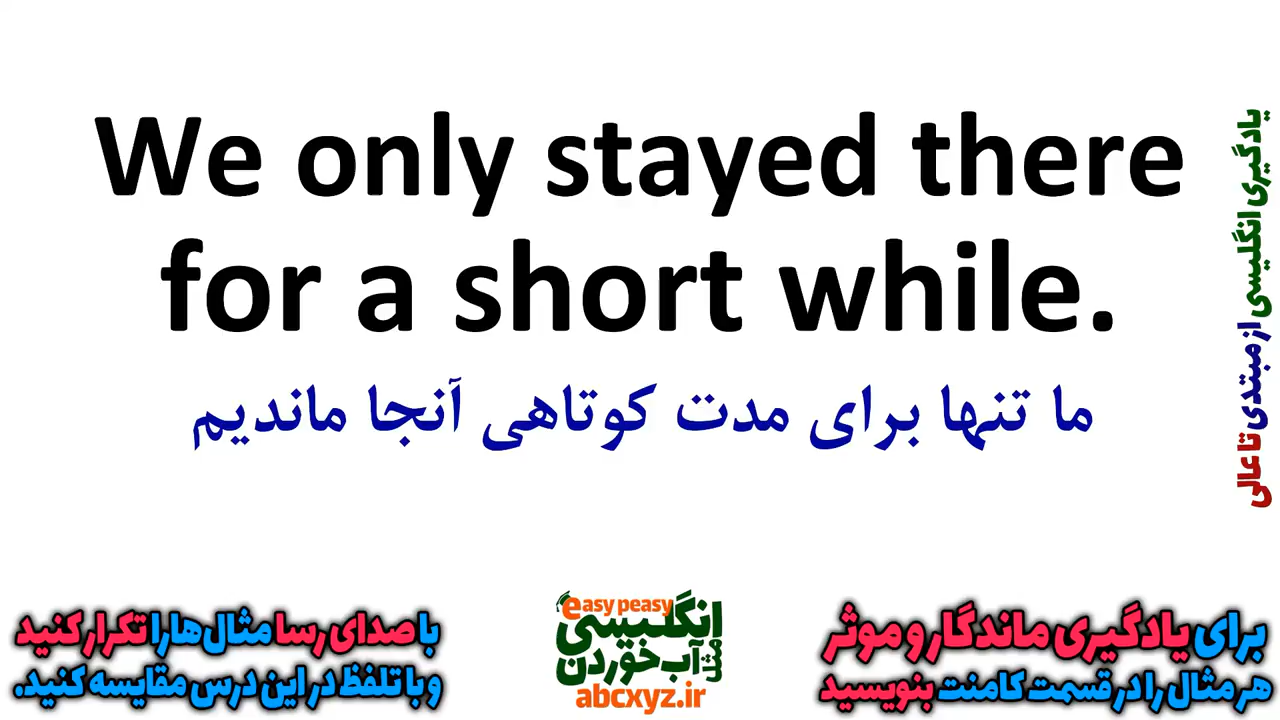 We only stayed there
for a short while.
ما تنها برای مدت کوتاهی آنجا ماندیم
یادگیری انگلیسی از مبتدی تا عالی
برای یادگیری ماندگار و موثر
هر مثال را در قسمت کامنت بنویسید
easy peasy
انگلیسی
مثل آب خوردن
abcxyz.ir
با صدای رسا مثال‌ها را تکرار کنید
و با تلفظ در این درس مقایسه کنید.